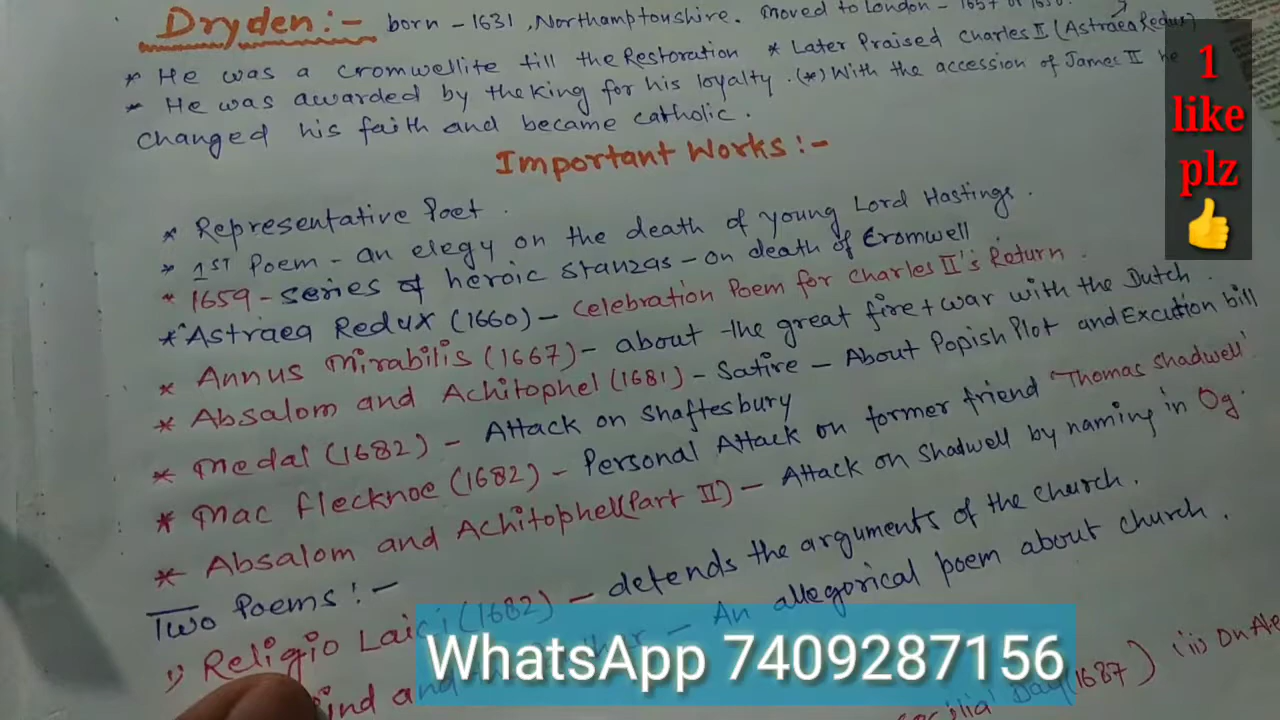 Dryden:- born - 1631, Northamptonshire. moved to London - 1657 or
* He was a Cromwellite till the Restoration * Later Praised Charles II (Astraea Redux)
* He was awarded by the King for his loyalty. (*) With the accession of James II he
changed his faith and became catholic.
Important Works:-
* Representative Poet.
* 1ST Poem - an elegy on the death of young Lord Hastings.
* 1659 - series of heroic stanzas - on death of Cromwell
* Astraea Redux (1660) - Celebration Poem for Charles II's Return.
* Annus Mirabilis (1667) - about the great fire + war with the Dutch.
* Absalom and Achitophel (1681) - Satire - About Popish Plot and Excution bill
* Medal (1682) - Attack on Shaftesbury
* Mac Flecknoe (1682) - Personal Attack on former friend 'Thomas Shadwell'
* Absalom and Achitophel (Part II) - Attack on Shadwell by naming in Og.
Two Poems:-
i) Religio Laici (1682) - defends the arguments of the church.
ind and - An allegorical poem about church.
Day (1687) (ii) On
1
like
plz
👍
WhatsApp 7409287156